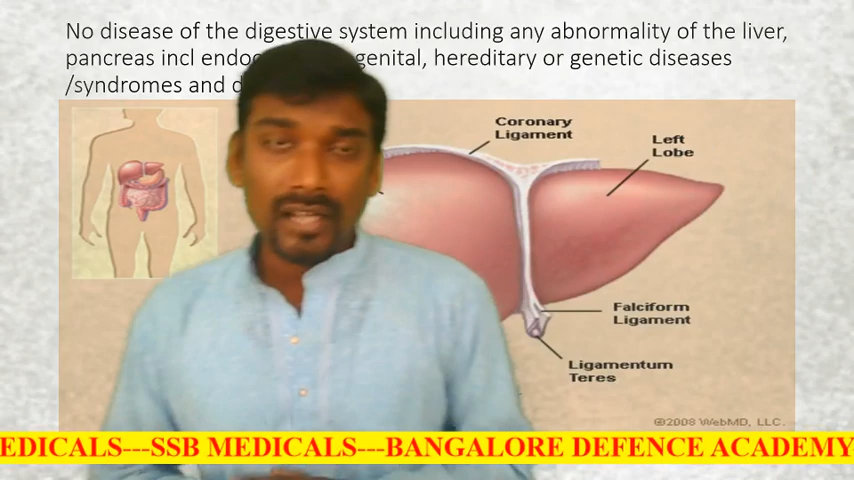 No disease of the digestive system including any abnormality of the liver,
pancreas incl genital, hereditary or genetic diseases
/syndromes and
Coronary
Ligament
Left
Lobe
Falciform
Ligament
Ligamentum
Teres
©2008 WebMD, LLC.
EDICALS---SSB MEDICALS---BANGALORE DEFENCE ACADEMY